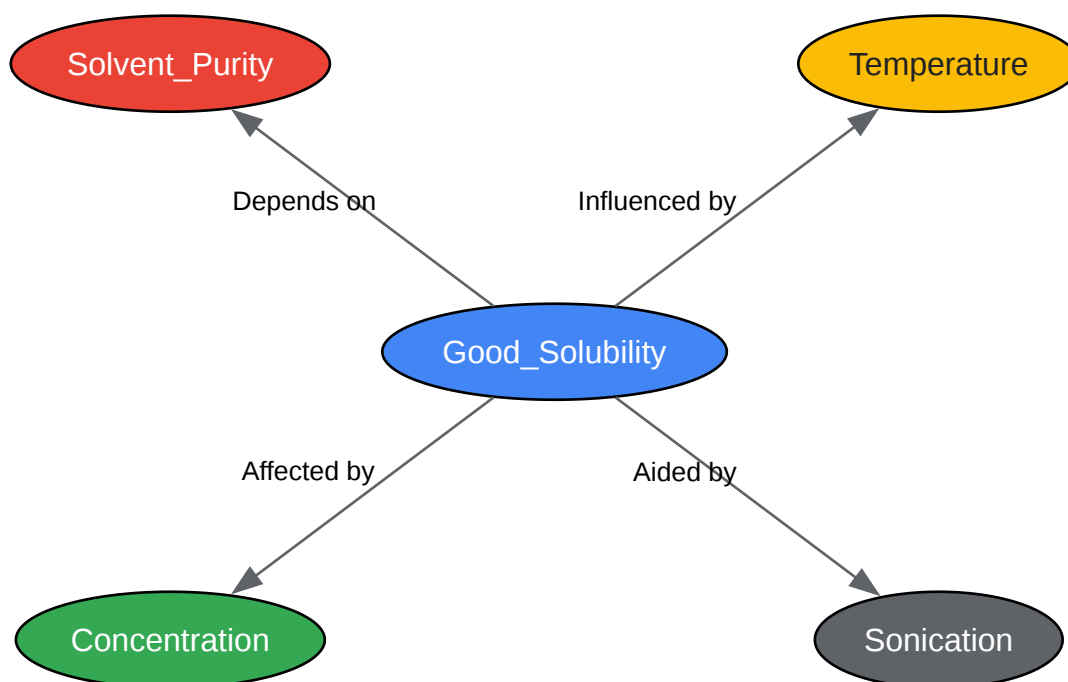 Solvent_Purity
Temperature
Depends on
Influenced by
Good_Solubility
Affected by
Aided by
Concentration
Sonication